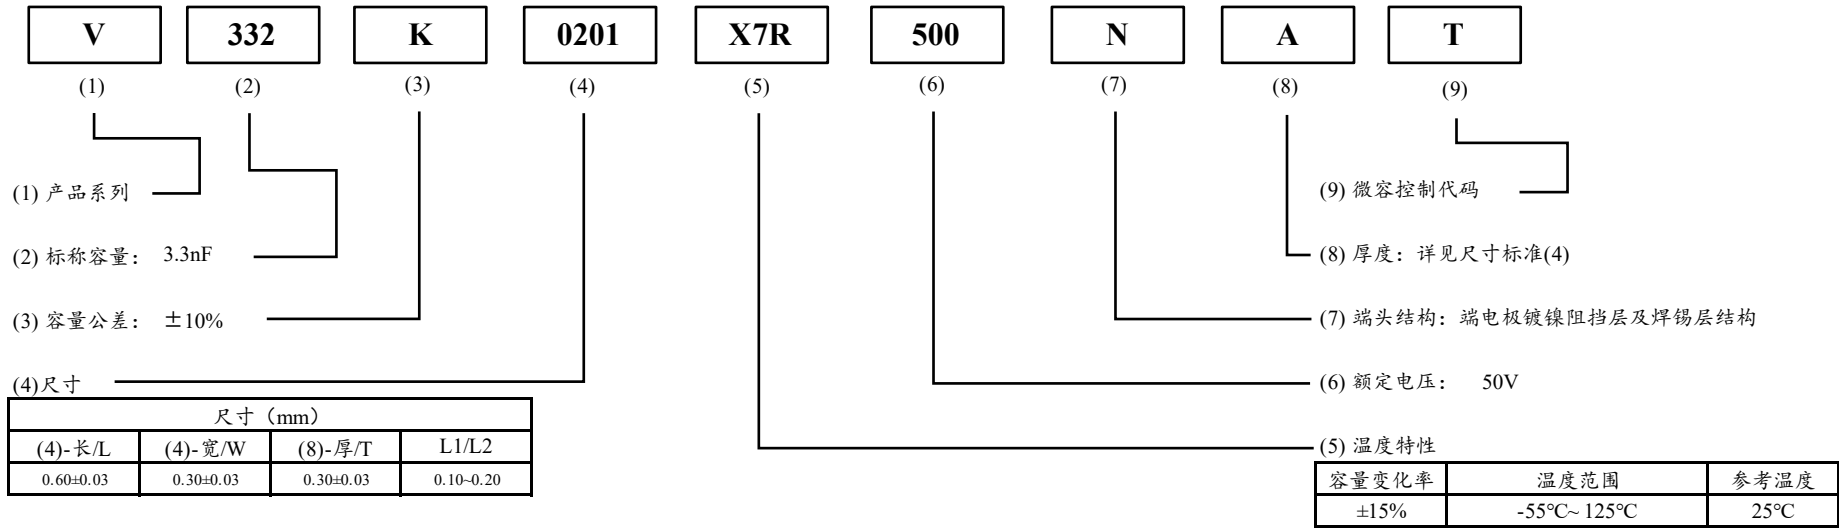 V 332 K 0201 X7R 500 N A T
(1) (2) (3) (4) (5) (6) (7) (8) (9)
(1) 产品系列
(9) 微容控制代码
(2) 标称容量： 3.3nF
(8) 厚度：详见尺寸标准(4)
(3) 容量公差： ±10%
(7) 端头结构：端电极镀镍阻挡层及焊锡层结构
(4)尺寸
(6) 额定电压： 50V
尺寸（mm）
(4)-长/L (4)-宽/W (8)-厚/T L1/L2
0.60±0.03 0.30±0.03 0.30±0.03 0.10~0.20
(5) 温度特性
容量变化率 温度范围 参考温度
±15% -55℃~ 125℃ 25℃